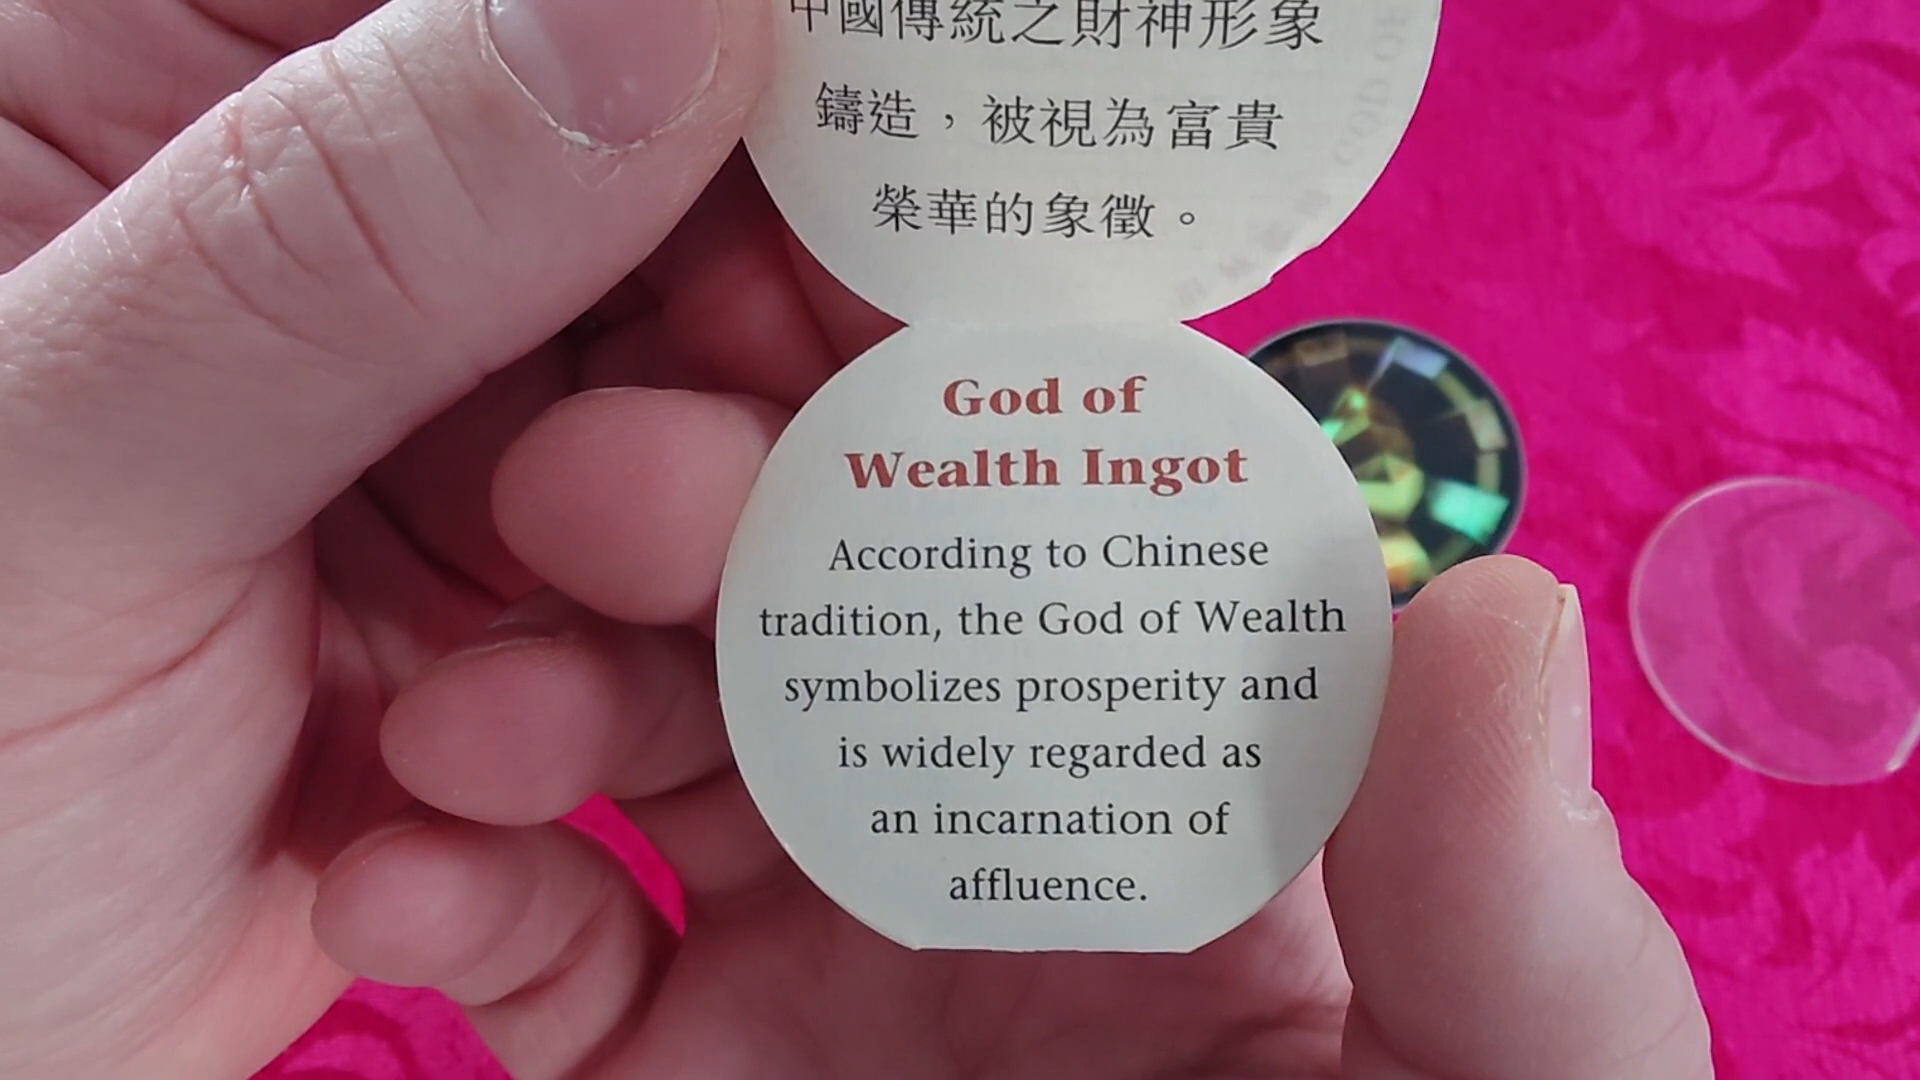 中國傳統之財神形象
鑄造，被視為富貴
榮華的象徵。
God of
Wealth Ingot
According to Chinese
tradition, the God of Wealth
symbolizes prosperity and
is widely regarded as
an incarnation of
affluence.